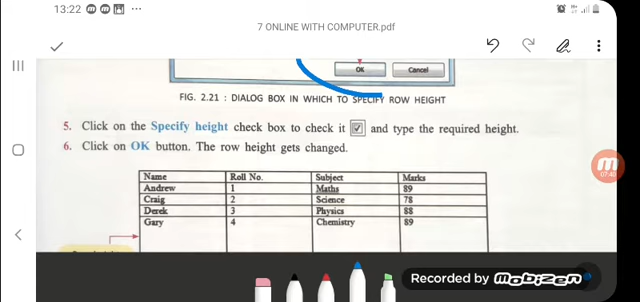 13:22
7 ONLINE WITH COMPUTER.pdf
OK Cancel
FIG. 2.21 : DIALOG BOX IN WHICH TO SPECIFY ROW HEIGHT
5. Click on the Specify height check box to check it and type the required height.
6. Click on OK button. The row height gets changed.
Name Roll No. Subject Marks
Andrew 1 Maths 89
Craig 2 Science 78
Derek 3 Physics 88
Gary 4 Chemistry 89
07:40
Recorded by mobizen